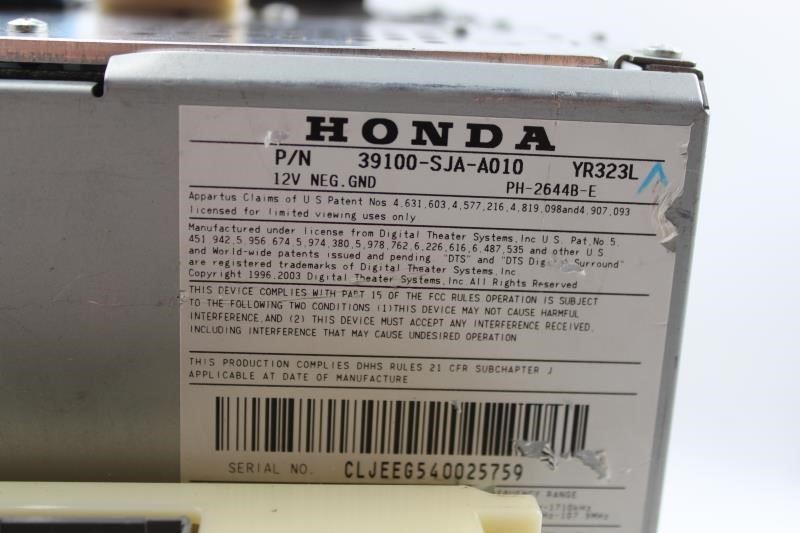 HONDA
P/N 39100-SJA-A010 YR323L
12V NEG.GND PH-2644B-E
Appartus Claims of U S Patent Nos 4,631,603,4,577,216,4,819,098and4,907,093
licensed for limited viewing uses only
Manufactured under license from Digital Theater Systems,Inc U S. Pat,No 5.
451 942,5,956 674,5,974,380,5,978,762,6,226,616,6,487,535 and other U S
and World-wide patents issued and pending "DTS" and "DTS Digital Surround"
are registered trademarks of Digital Theater Systems, Inc
Copyright 1996,2003 Digital Theater Systems, Inc All Rights Reserved
THIS DEVICE COMPLIES WITH PART 15 OF THE FCC RULES OPERATION IS SUBJECT
TO THE FOLLOWING TWO CONDITIONS (1)THIS DEVICE MAY NOT CAUSE HARMFUL
INTERFERENCE,AND (2) THIS DEVICE MUST ACCEPT ANY INTERFERENCE RECEIVED,
INCLUDING INTERFERENCE THAT MAY CAUSE UNDESIRED OPERATION
THIS PRODUCTION COMPLIES DHHS RULES 21 CFR SUBCHAPTER J
APPLICABLE AT DATE OF MANUFACTURE
SERIAL NO. CLJEEG540025759
RANGE
-1710kHz
-107.9MHz